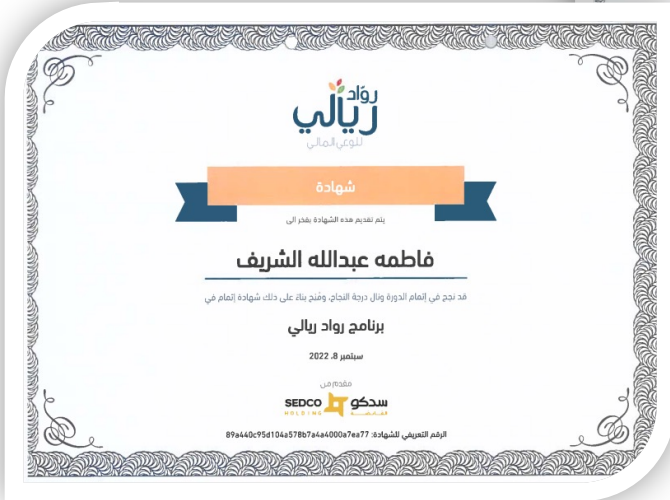 روّاد
ريالي
للوعي المالي
شهادة
يتم تقديم هذه الشهادة بفخر الى
فاطمه عبدالله الشريف
قد نجح في إتمام الدورة ونال درجة النجاح، ومُنح بناءً على ذلك شهادة إتمام في
برنامج رواد ريالي
سبتمبر 8، 2022
مقدم من
سدكو SEDCO
القابضة HOLDING
الرقم التعريفي للشهادة: 89a440c95d104a578b7a4a4000a7ea77